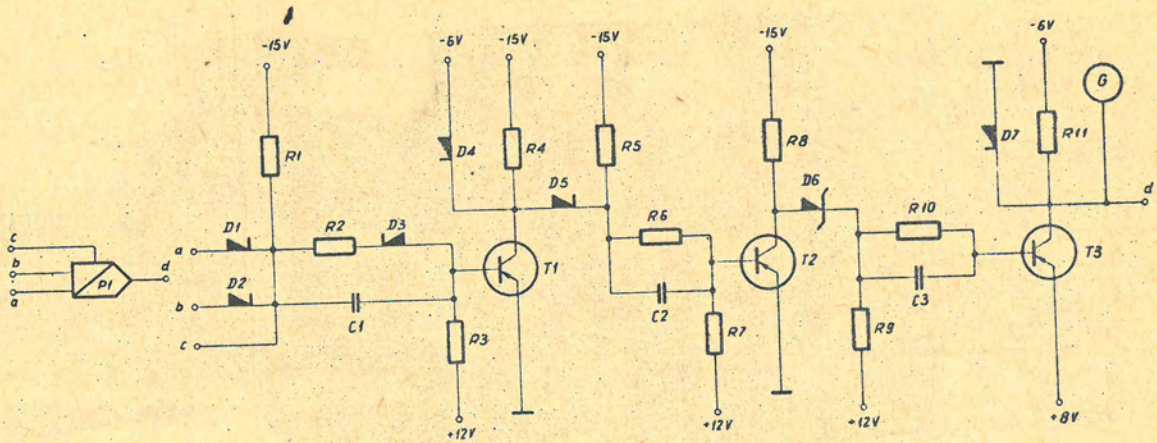 -15V
-6V
-15V
-15V
-15V
-6V
G
R1
D4
R4
R5
R8
D7
R11
D5
D6
d
D1
R2
D3
R6
R10
c
a
b
a
P1
d
D2
T1
T2
T3
b
C1
C2
C3
c
R3
R7
R9
+12V
+12V
+12V
+8V